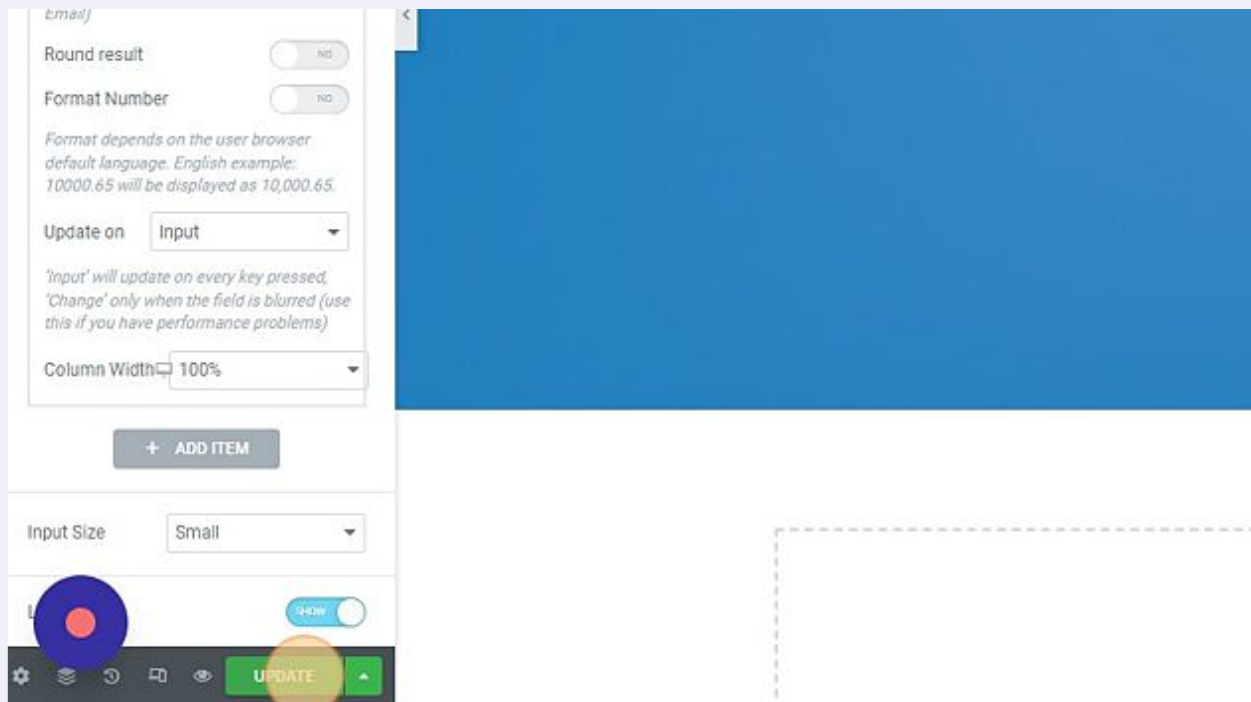 Email)
Round result NO
Format Number NO
Format depends on the user browser
default language. English example:
10000.65 will be displayed as 10,000.65.
Update on Input
'Input' will update on every key pressed,
'Change' only when the field is blurred (use
this if you have performance problems)
Column Width 100%
+ ADD ITEM
Input Size Small
SHOW
UPDATE